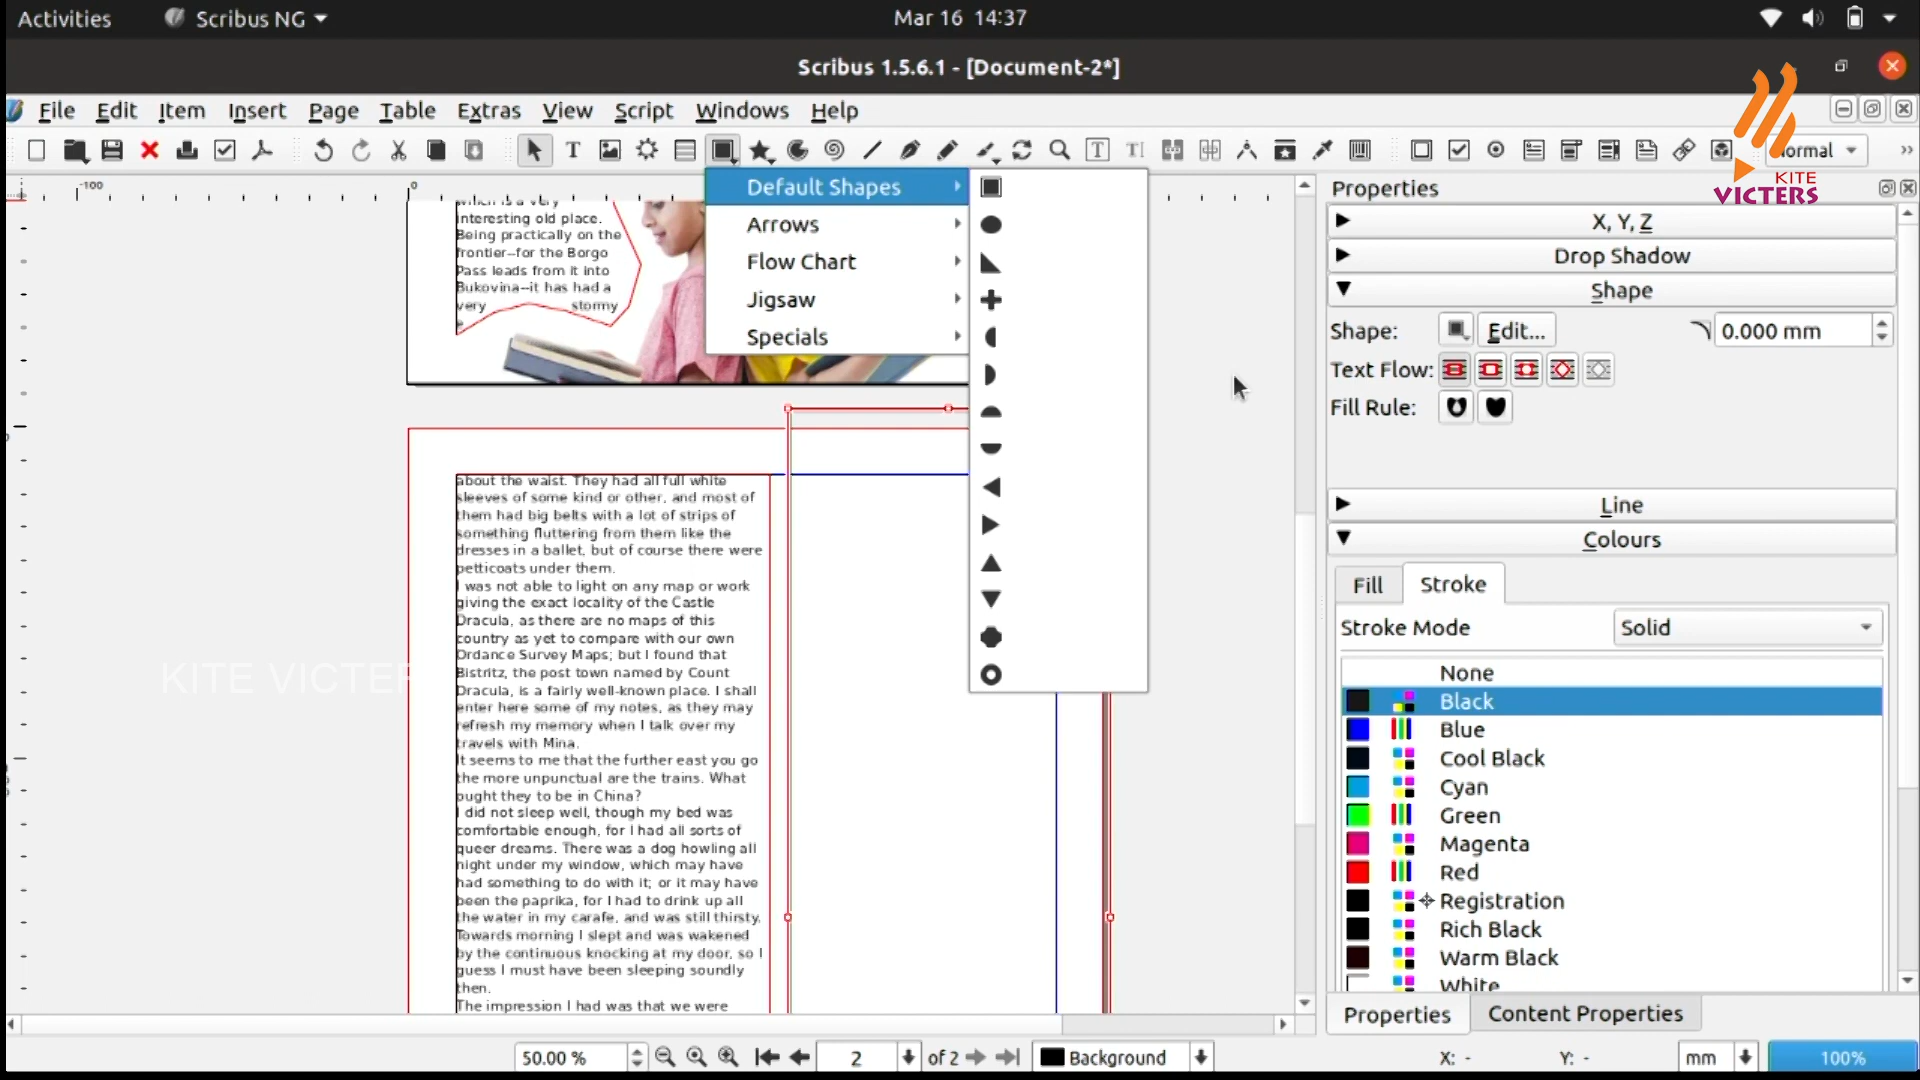 Activities
Scribus NG
Mar 16 14:37
Scribus 1.5.6.1 - [Document-2*]
File Edit Item Insert Page Table Extras View Script Windows Help
Normal
KITE
VICTERS
-100
0
Default Shapes
Arrows
Flow Chart
Jigsaw
Specials
which is a very
interesting old place.
Being practically on the
frontier--for the Borgo
Pass leads from it into
Bukovina--it has had a
very stormy
about the waist. They had all full white
sleeves of some kind or other, and most of
them had big belts with a lot of strips of
something fluttering from them like the
dresses in a ballet, but of course there were
petticoats under them.
I was not able to light on any map or work
giving the exact locality of the Castle
Dracula, as there are no maps of this
country as yet to compare with our own
Ordance Survey Maps; but I found that
Bistritz, the post town named by Count
Dracula, is a fairly well-known place. I shall
enter here some of my notes, as they may
refresh my memory when I talk over my
travels with Mina.
It seems to me that the further east you go
the more unpunctual are the trains. What
ought they to be in China?
I did not sleep well, though my bed was
comfortable enough, for I had all sorts of
queer dreams. There was a dog howling all
night under my window, which may have
had something to do with it; or it may have
been the paprika, for I had to drink up all
the water in my carafe, and was still thirsty.
Towards morning I slept and was wakened
by the continuous knocking at my door, so I
guess I must have been sleeping soundly
then.
The impression I had was that we were
KITE VICTER
Properties
X, Y, Z
Drop Shadow
Shape
Shape: Edit... 0.000 mm
Text Flow:
Fill Rule:
Line
Colours
Fill Stroke
Stroke Mode Solid
None
Black
Blue
Cool Black
Cyan
Green
Magenta
Red
Registration
Rich Black
Warm Black
White
Properties Content Properties
50.00 % 2 of 2 Background X: - Y: - mm 100%